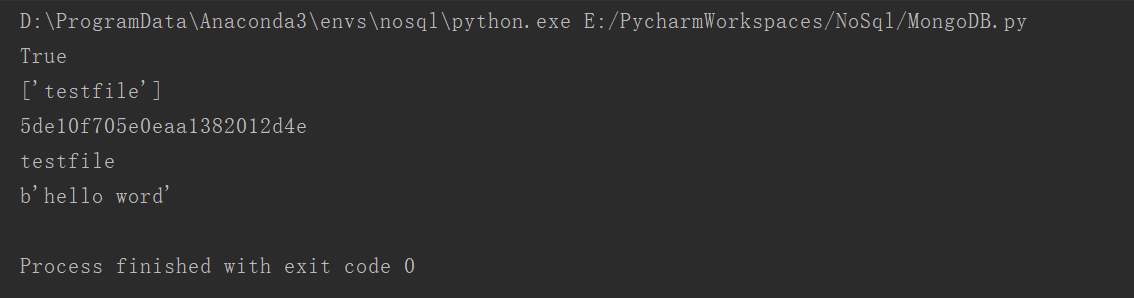 D:\ProgramData\Anaconda3\envs\nosql\python.exe E:/PycharmWorkspaces/NoSql/MongoDB.py
True
['testfile']
5de10f705e0eaa1382012d4e
testfile
b'hello word'
Process finished with exit code 0